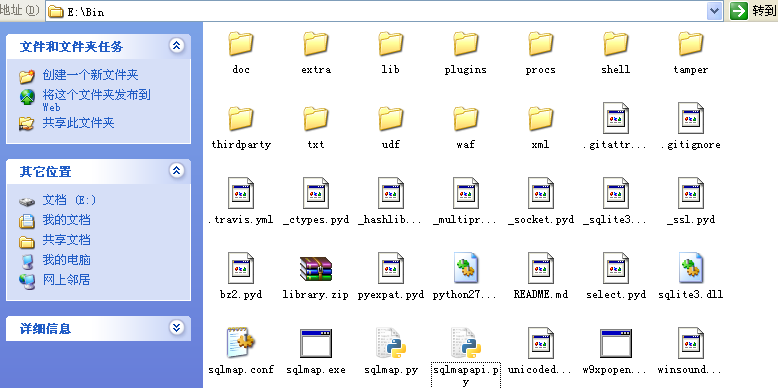 地址(D) E:\Bin 转到
文件和文件夹任务
创建一个新文件夹
将这个文件夹发布到
Web
共享此文件夹
其它位置
文档 (E:)
我的文档
共享文档
我的电脑
网上邻居
详细信息
doc extra lib plugins procs shell tamper
thirdparty txt udf waf xml .gitattr... .gitignore
.travis.yml _ctypes.pyd _hashlib... _multipr... _socket.pyd _sqlite3... _ssl.pyd
bz2.pyd library.zip pyexpat.pyd python27... README.md select.pyd sqlite3.dll
sqlmap.conf sqlmap.exe sqlmap.py sqlmapapi.p unicoded... w9xpopen... winsound...
y